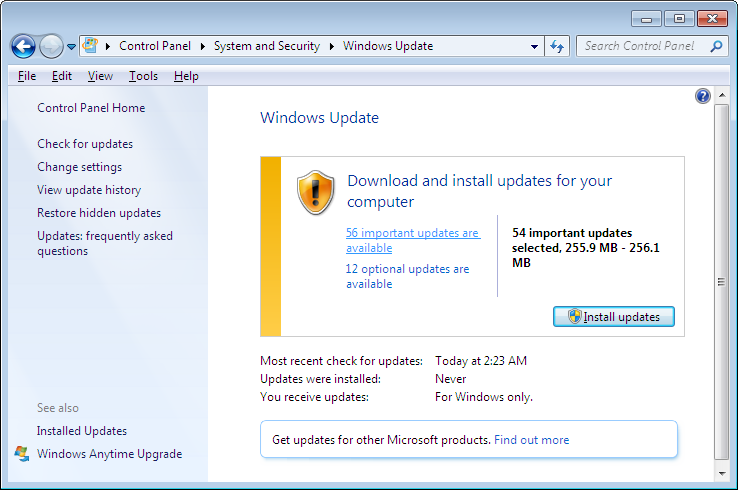 Control Panel
System and Security
Windows Update
Search Control Panel
File Edit View Tools Help
Control Panel Home
Check for updates
Change settings
View update history
Restore hidden updates
Updates: frequently asked
questions
See also
Installed Updates
Windows Anytime Upgrade
Windows Update
Download and install updates for your
computer
56 important updates are
available
12 optional updates are
available
54 important updates
selected, 255.9 MB - 256.1
MB
Install updates
Most recent check for updates: Today at 2:23 AM
Updates were installed: Never
You receive updates: For Windows only.
Get updates for other Microsoft products. Find out more